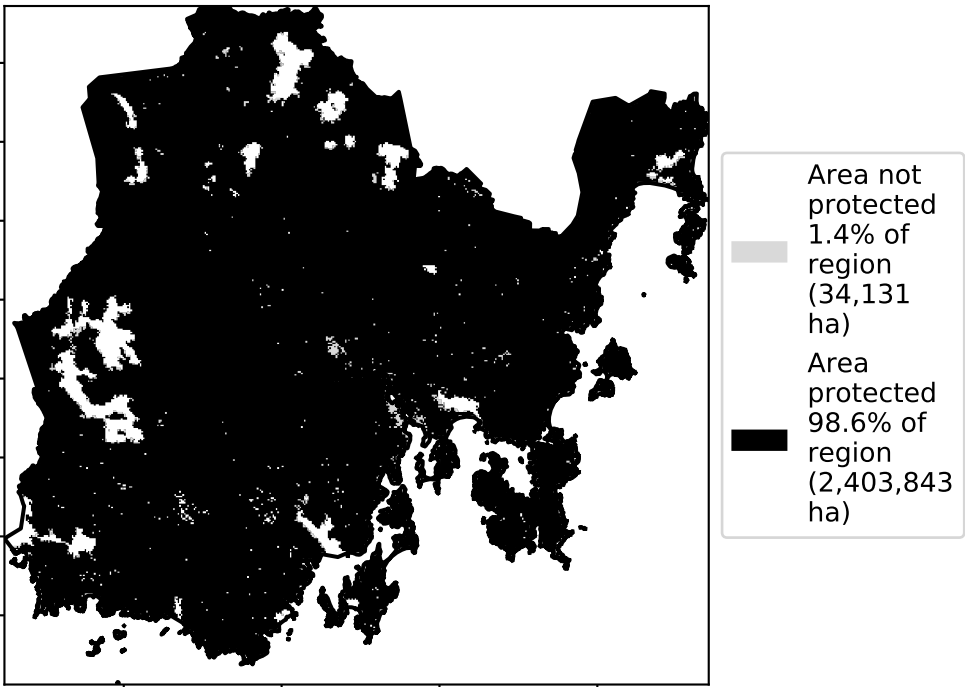 Area not
protected
1.4% of
region
(34,131
ha)
Area
protected
98.6% of
region
(2,403,843
ha)